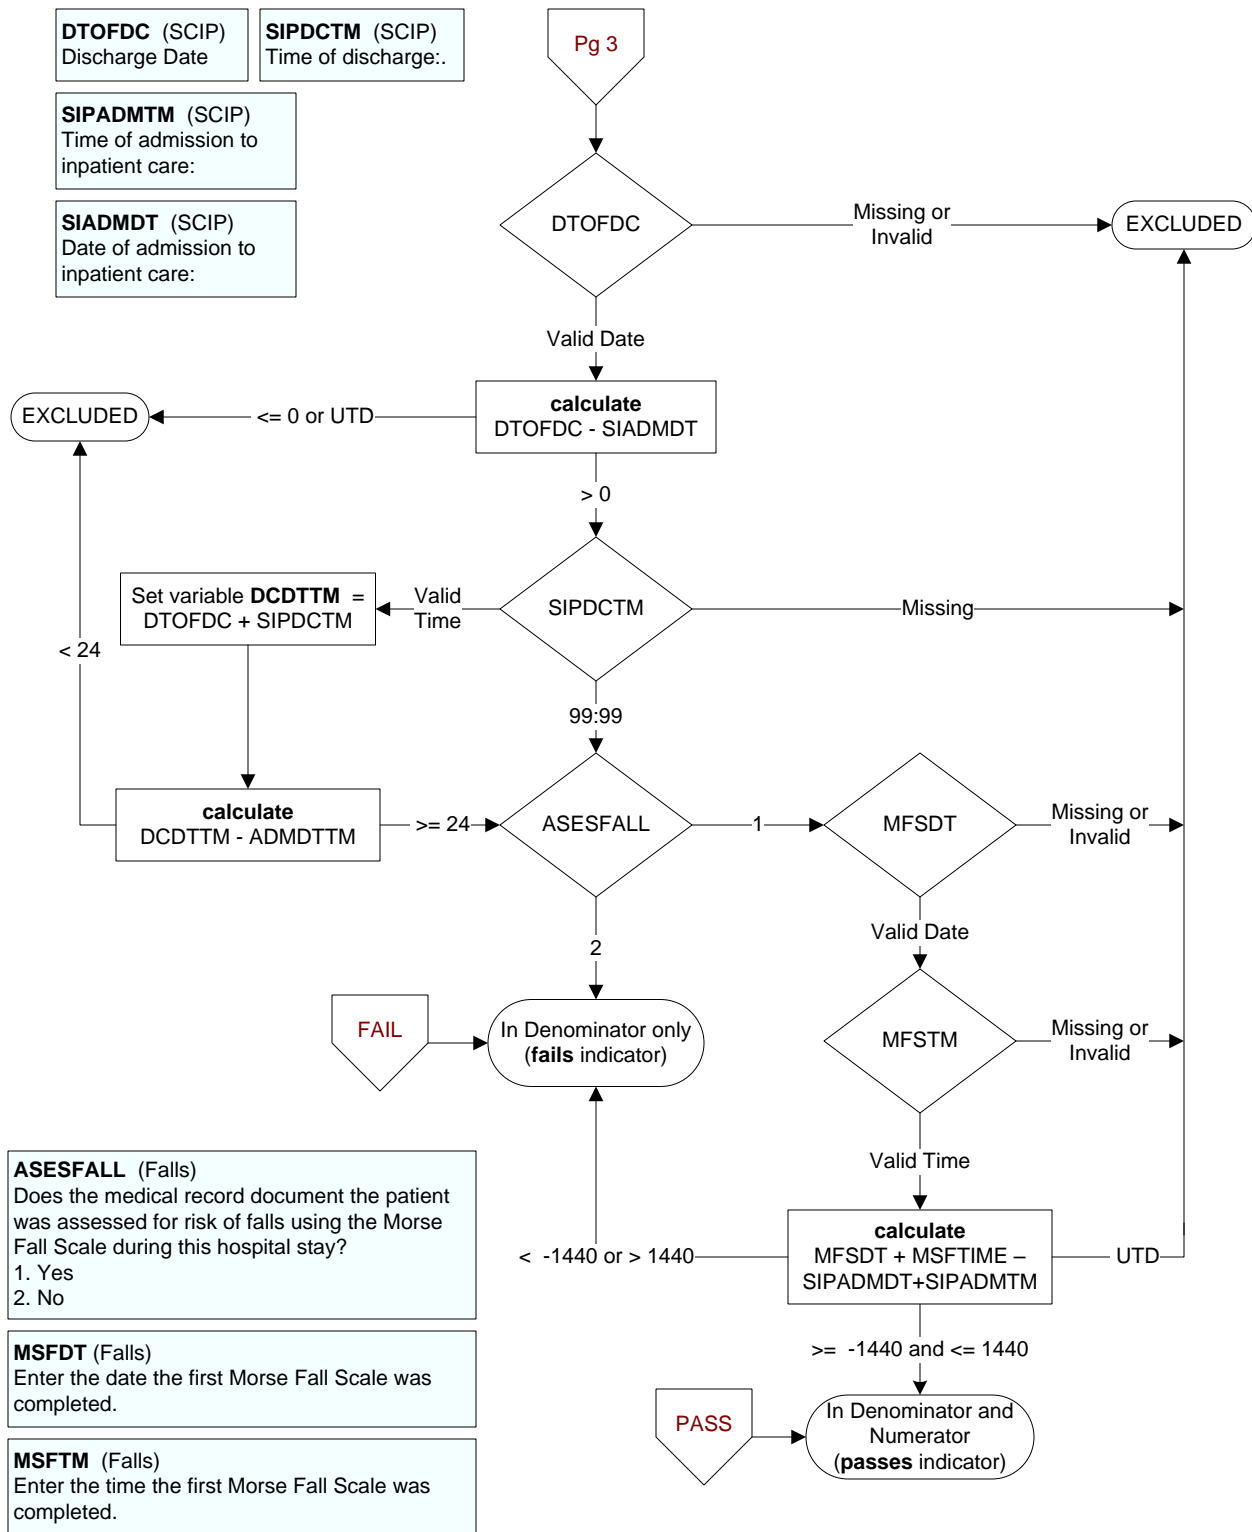 DTOFDC (SCIP)
Discharge Date
SIPDCTM (SCIP)
Time of discharge:.
Pg 3
SIPADMTM (SCIP)
Time of admission to
inpatient care:
SIADMDT (SCIP)
Date of admission to
inpatient care:
DTOFDC
Missing or
Invalid
EXCLUDED
Valid Date
calculate
DTOFDC - SIADMDT
<= 0 or UTD
EXCLUDED
> 0
SIPDCTM
Missing
Valid
Time
Set variable DCDTTM =
DTOFDC + SIPDCTM
< 24
99:99
calculate
DCDTTM - ADMDTTM
>= 24
ASESFALL
1
MFSDT
Missing or
Invalid
2
Valid Date
FAIL
In Denominator only
(fails indicator)
MFSTM
Missing or
Invalid
Valid Time
ASESFALL (Falls)
Does the medical record document the patient
was assessed for risk of falls using the Morse
Fall Scale during this hospital stay?
1. Yes
2. No
< -1440 or > 1440
calculate
MFSDT + MSFTIME –
SIPADMDT+SIPADMTM
UTD
>= -1440 and <= 1440
MSFDT (Falls)
Enter the date the first Morse Fall Scale was
completed.
PASS
In Denominator and
Numerator
(passes indicator)
MSFTM (Falls)
Enter the time the first Morse Fall Scale was
completed.